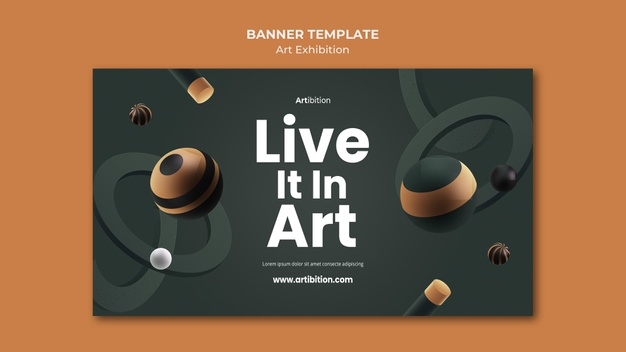 BANNER TEMPLATE
Art Exhibition
Artibition
Live
It In
Art
Lorem ipsum dolor sit amet consecte adipiscing
www.artibition.com